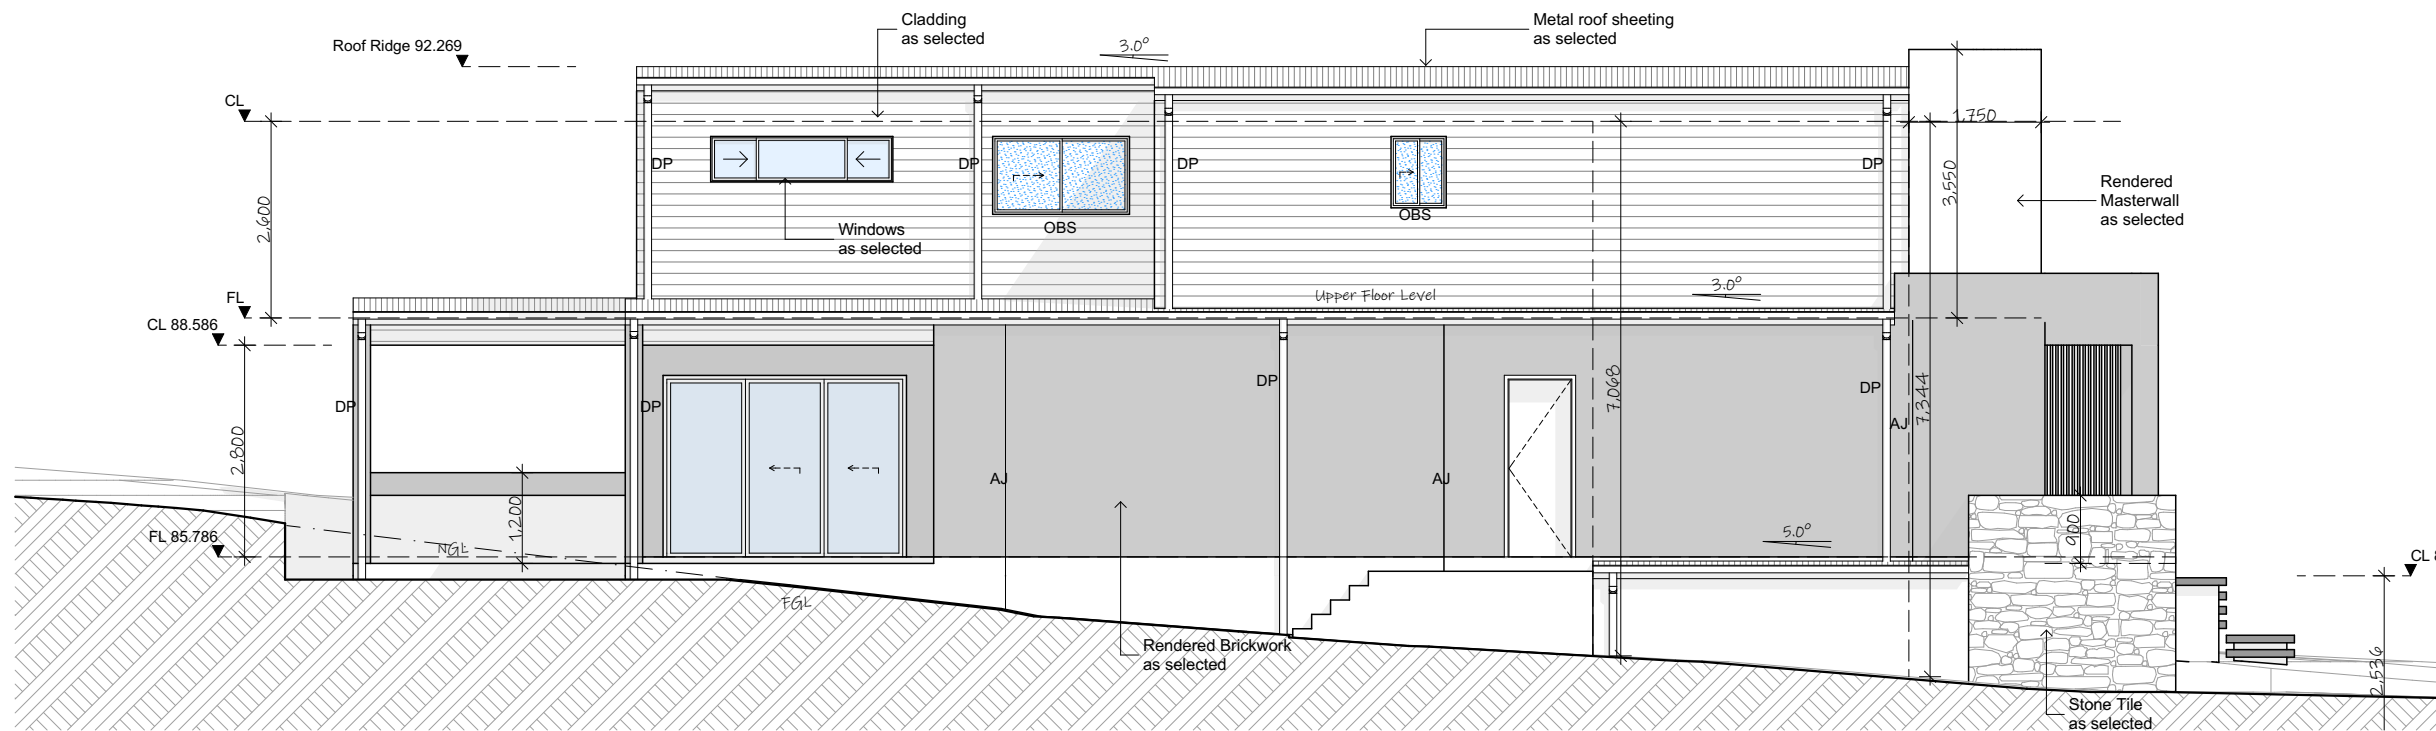 Cladding
as selected
Metal roof sheeting
as selected
Roof Ridge 92.269
3.0°
CL
1,750
DP
DP
DP
DP
3,550
Rendered
Masterwall
as selected
2,600
OBS
OBS
Windows
as selected
FL
Upper Floor Level
3.0°
CL 88.586
DP
DP
DP
DP
7,068
7,344
AJ
2,800
AJ
AJ
1,200
FL 85.786
NGL
5.0°
900
CL 8
FGL
Rendered Brickwork
as selected
2,536
Stone Tile
as selected